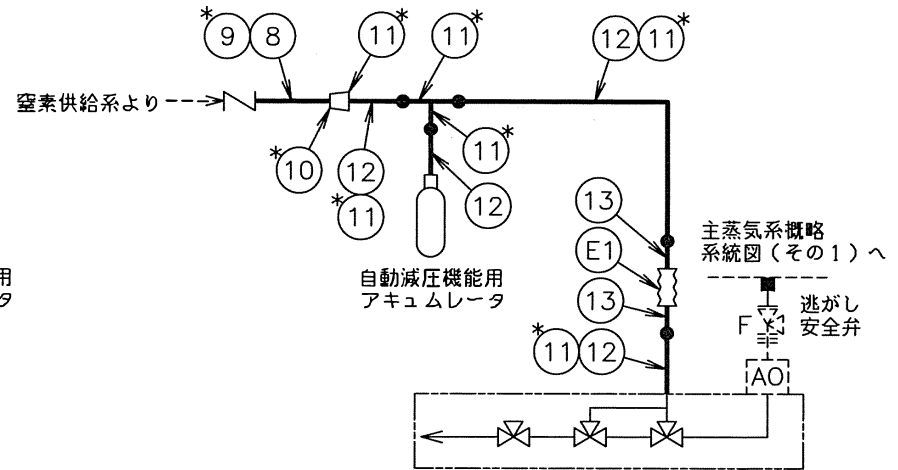 *9 8
11*
11*
12 11*
窒素供給系より
*10
12
*11
11*
12
13
E1
13
*11 12
主蒸気系概略
系統図(その1)へ
用
タ
自動減圧機能用
アキュムレータ
F
逃がし
安全弁
AO